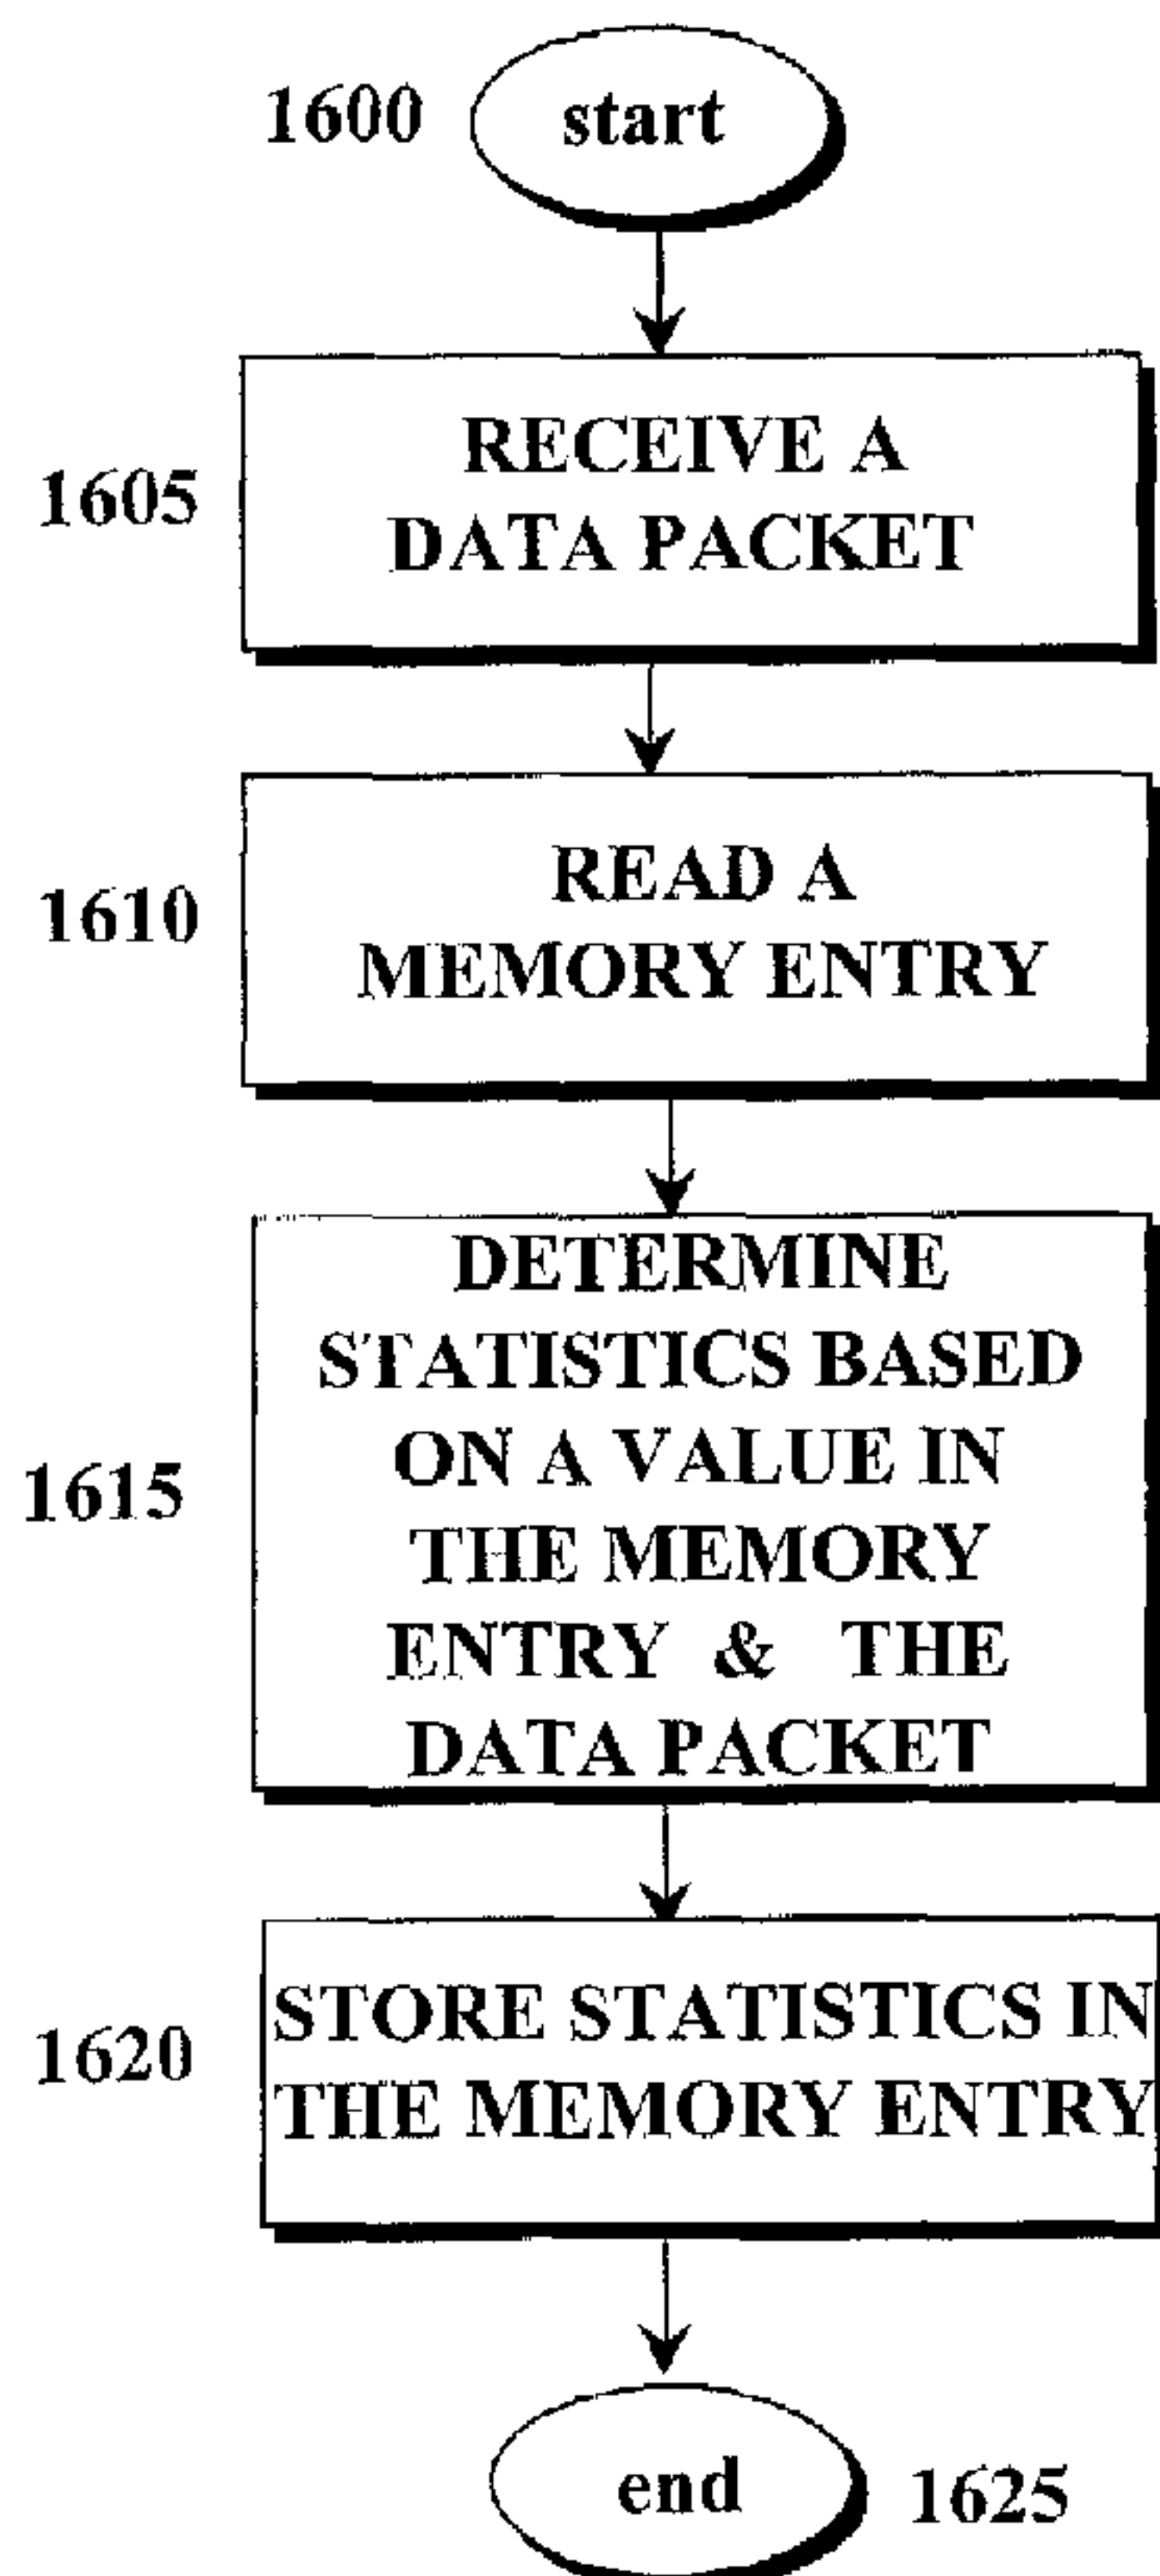 1600 start
RECEIVE A
1605
DATA PACKET
READ A
1610
MEMORY ENTRY
DETERMINE
STATISTICS BASED
ON A VALUE IN
1615
THE MEMORY
ENTRY & THE
DATA PACKET
STORE STATISTICS IN
1620
THE MEMORY ENTRY
end 1625